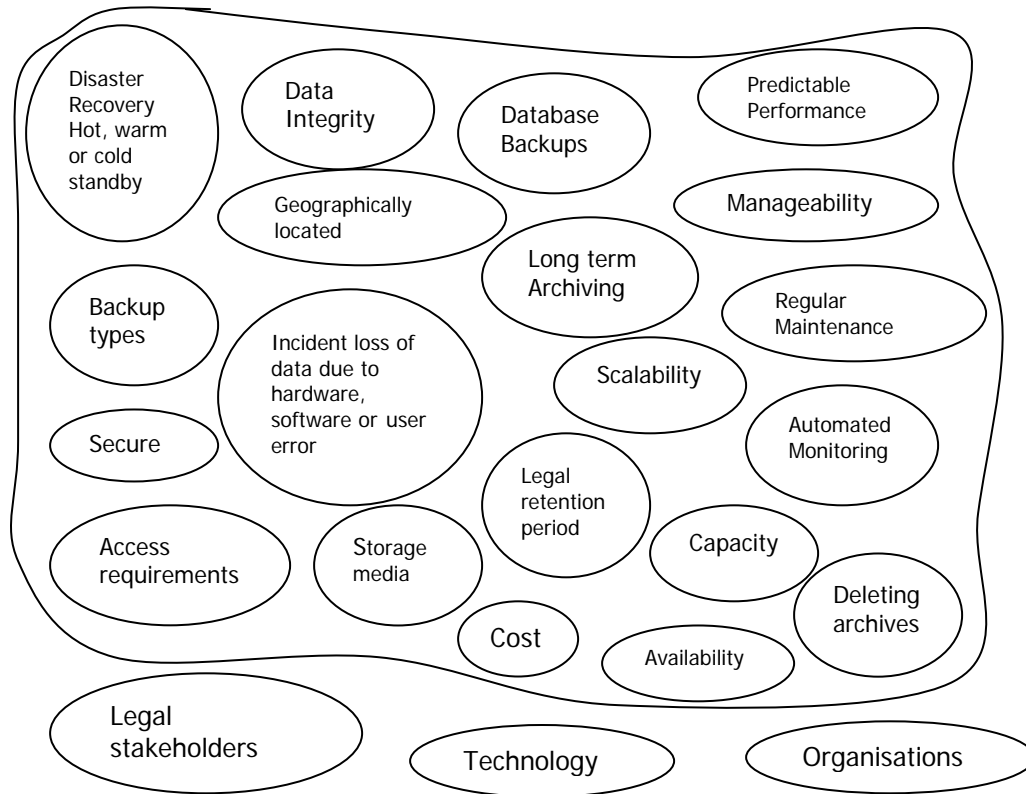 Disaster
Recovery
Hot, warm
or cold
standby
Data
Integrity
Database
Backups
Predictable
Performance
Geographically
located
Manageability
Long term
Archiving
Backup
types
Regular
Maintenance
Incident loss of
data due to
hardware,
software or user
error
Scalability
Secure
Automated
Monitoring
Legal
retention
period
Access
requirements
Storage
media
Capacity
Deleting
archives
Cost
Availability
Legal
stakeholders
Technology
Organisations